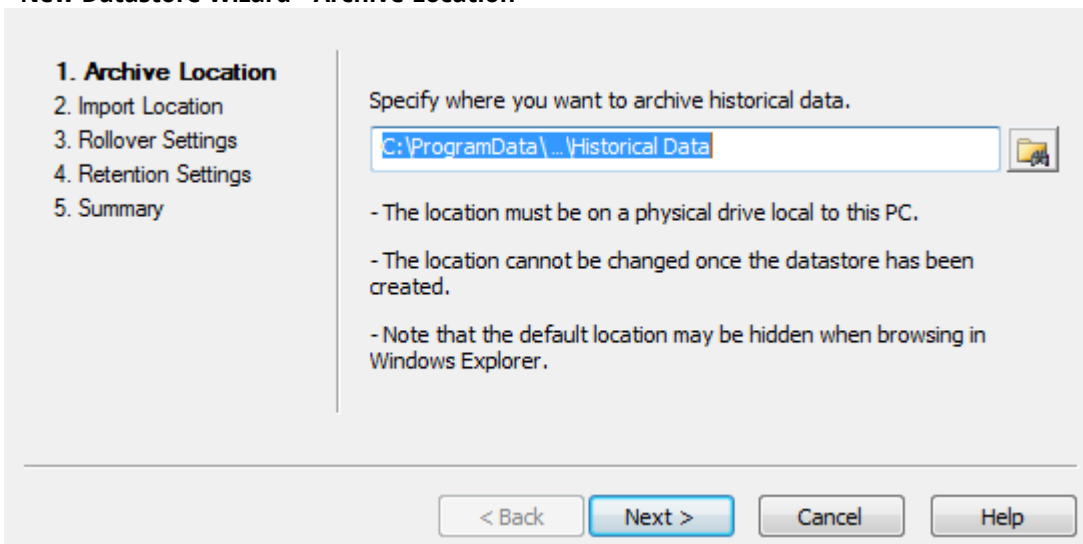 New Datastore Wizard - Archive Location
1. Archive Location
2. Import Location
3. Rollover Settings
4. Retention Settings
5. Summary
Specify where you want to archive historical data.
C:\ProgramData\...\Historical Data
- The location must be on a physical drive local to this PC.
- The location cannot be changed once the datastore has been
created.
- Note that the default location may be hidden when browsing in
Windows Explorer.
< Back
Next >
Cancel
Help